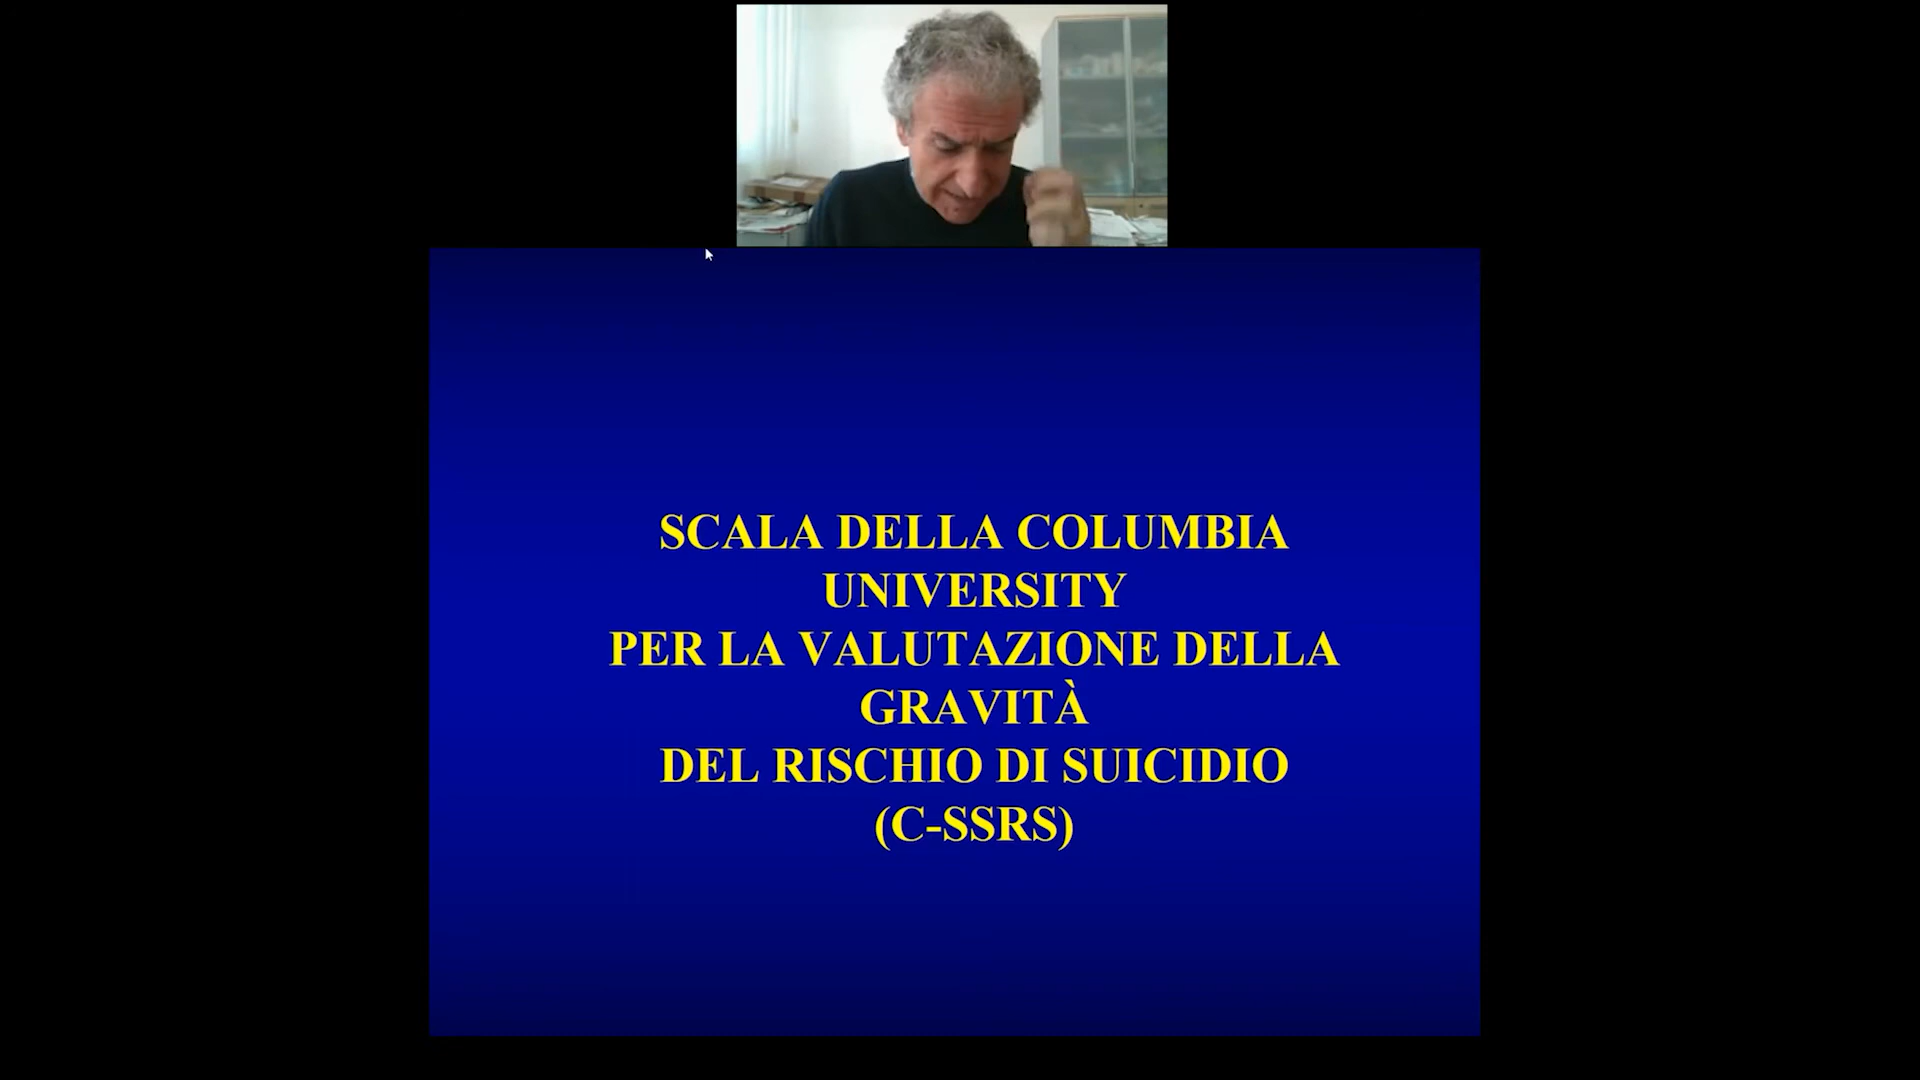 SCALA DELLA COLUMBIA
UNIVERSITY
PER LA VALUTAZIONE DELLA
GRAVITÀ
DEL RISCHIO DI SUICIDIO
(C-SSRS)